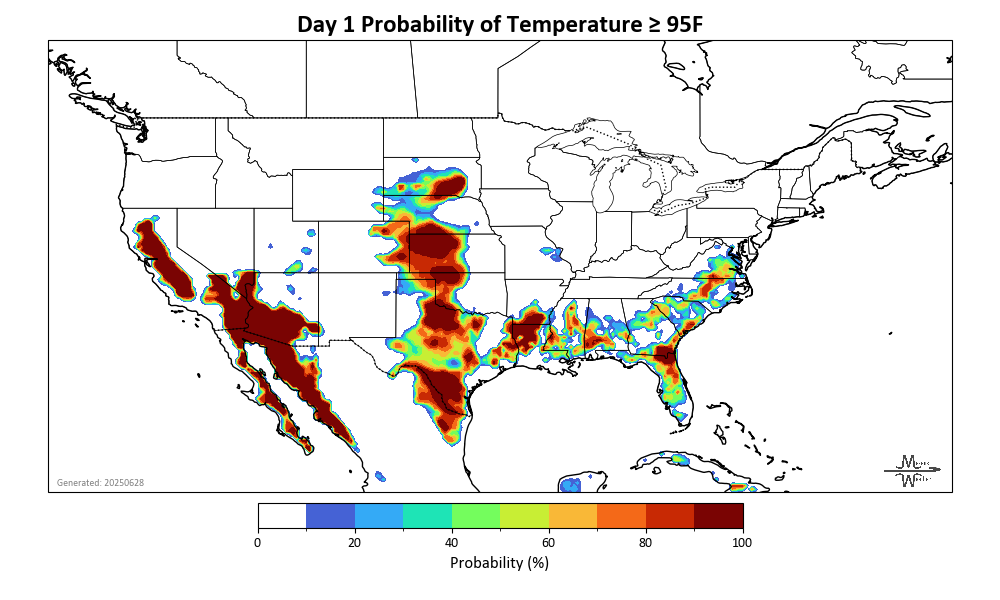 Day 1 Probability of Temperature ≥ 95F
Generated: 20250628
0 20 40 60 80 100
Probability (%)